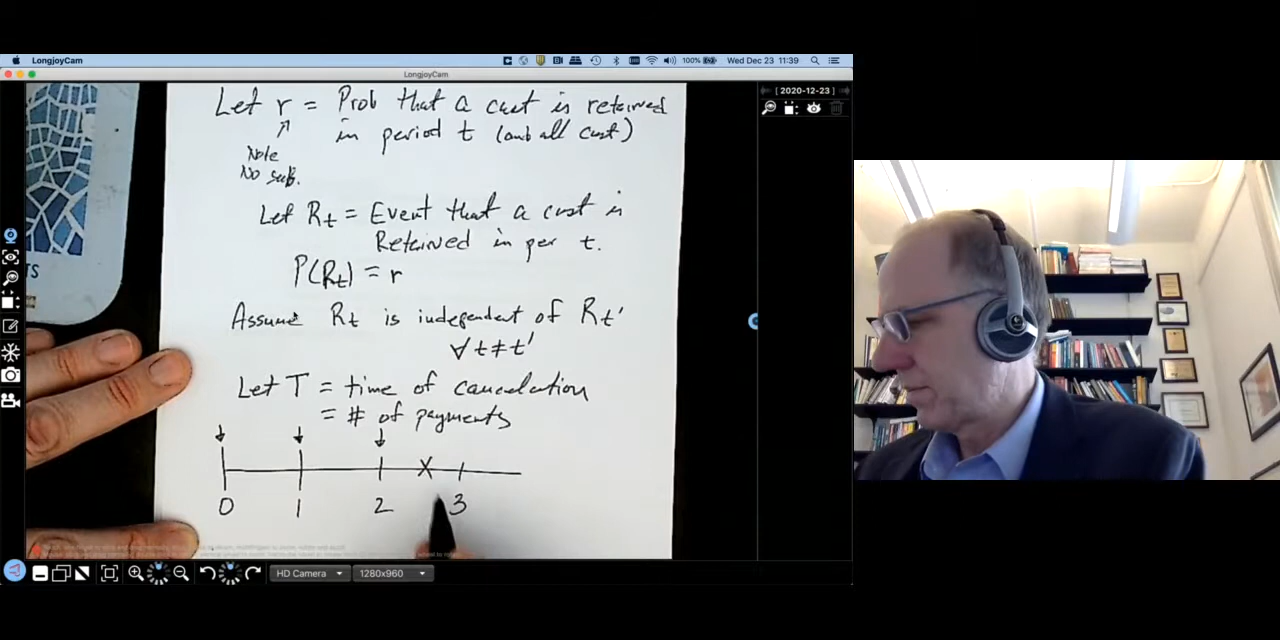 LongjoyCam
100%
Wed Dec 23 11:39
LongjoyCam
[ 2020-12-23 ]
Let r = Prob that a cust is retained
in period t (and all cust)
Note
No sub.
Let Rt = Event that a cust is
Retained in per t.
P(Rt) = r
Assume Rt is independent of Rt'
∀ t ≠ t'
Let T = time of cancelation
= # of payments
0 1 2 3
HD Camera
1280x960